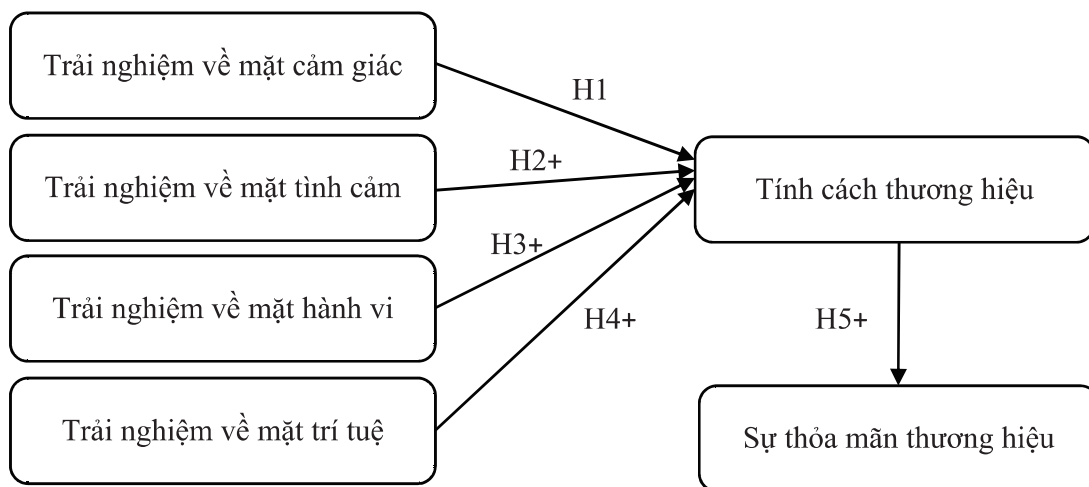 Trải nghiệm về mặt cảm giác
H1
Trải nghiệm về mặt tình cảm
H2+
Tính cách thương hiệu
Trải nghiệm về mặt hành vi
H3+
H4+
H5+
Trải nghiệm về mặt trí tuệ
Sự thỏa mãn thương hiệu